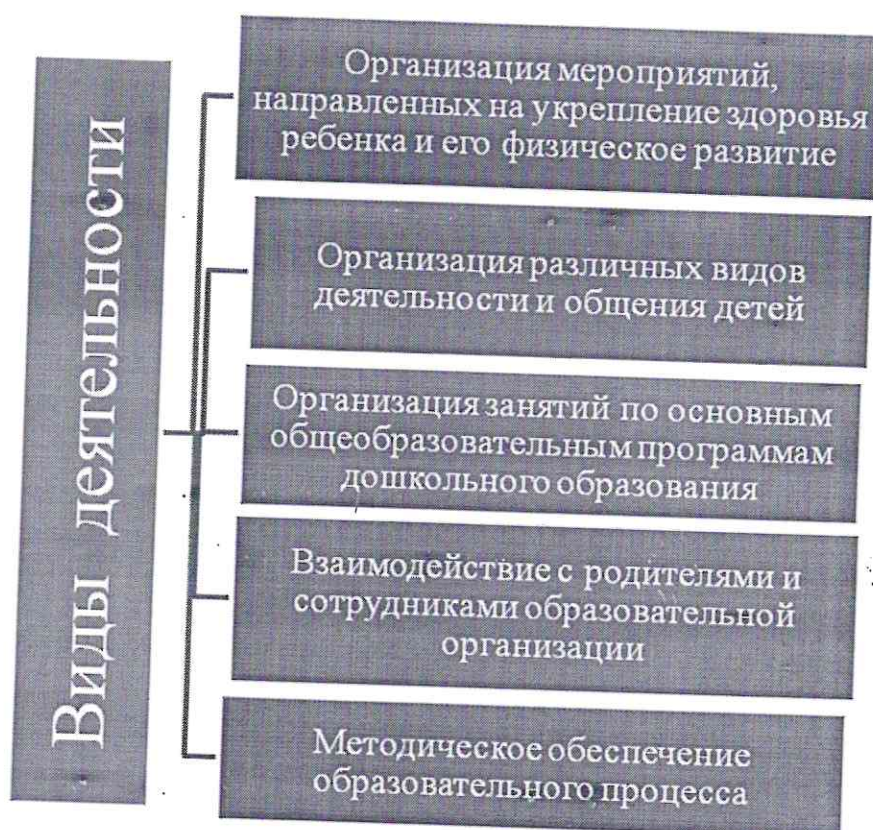 Виды деятельности
Организация мероприятий,
направленных на укрепление здоровья
ребенка и его физическое развитие
Организация различных видов
деятельности и общения детей
Организация занятий по основным
общеобразовательным программам
дошкольного образования
Взаимодействие с родителями и
сотрудниками образовательной
организации
Методическое обеспечение
образовательного процесса